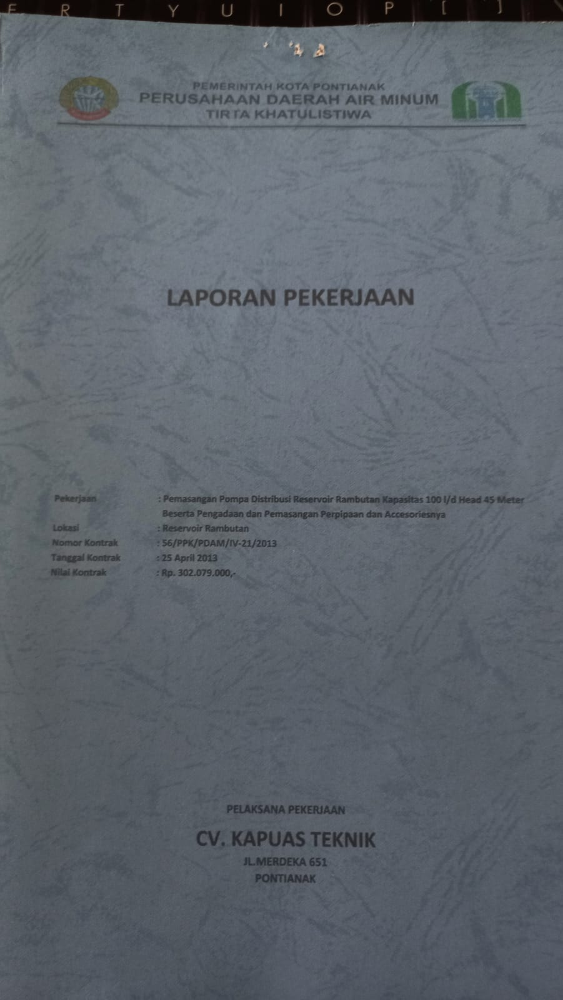 E R T Y U I O P [ ]
PEMERINTAH KOTA PONTIANAK
PERUSAHAAN DAERAH AIR MINUM
TIRTA KHATULISTIWA
LAPORAN PEKERJAAN
Pekerjaan : Pemasangan Pompa Distribusi Reservoir Rambutan Kapasitas 100 l/d Head 45 Meter
Beserta Pengadaan dan Pemasangan Perpipaan dan Accesoriesnya
Lokasi : Reservoir Rambutan
Nomor Kontrak : 56/PPK/PDAM/IV-21/2013
Tanggal Kontrak : 25 April 2013
Nilai Kontrak : Rp. 302.079.000,-
PELAKSANA PEKERJAAN
CV. KAPUAS TEKNIK
JL.MERDEKA 651
PONTIANAK